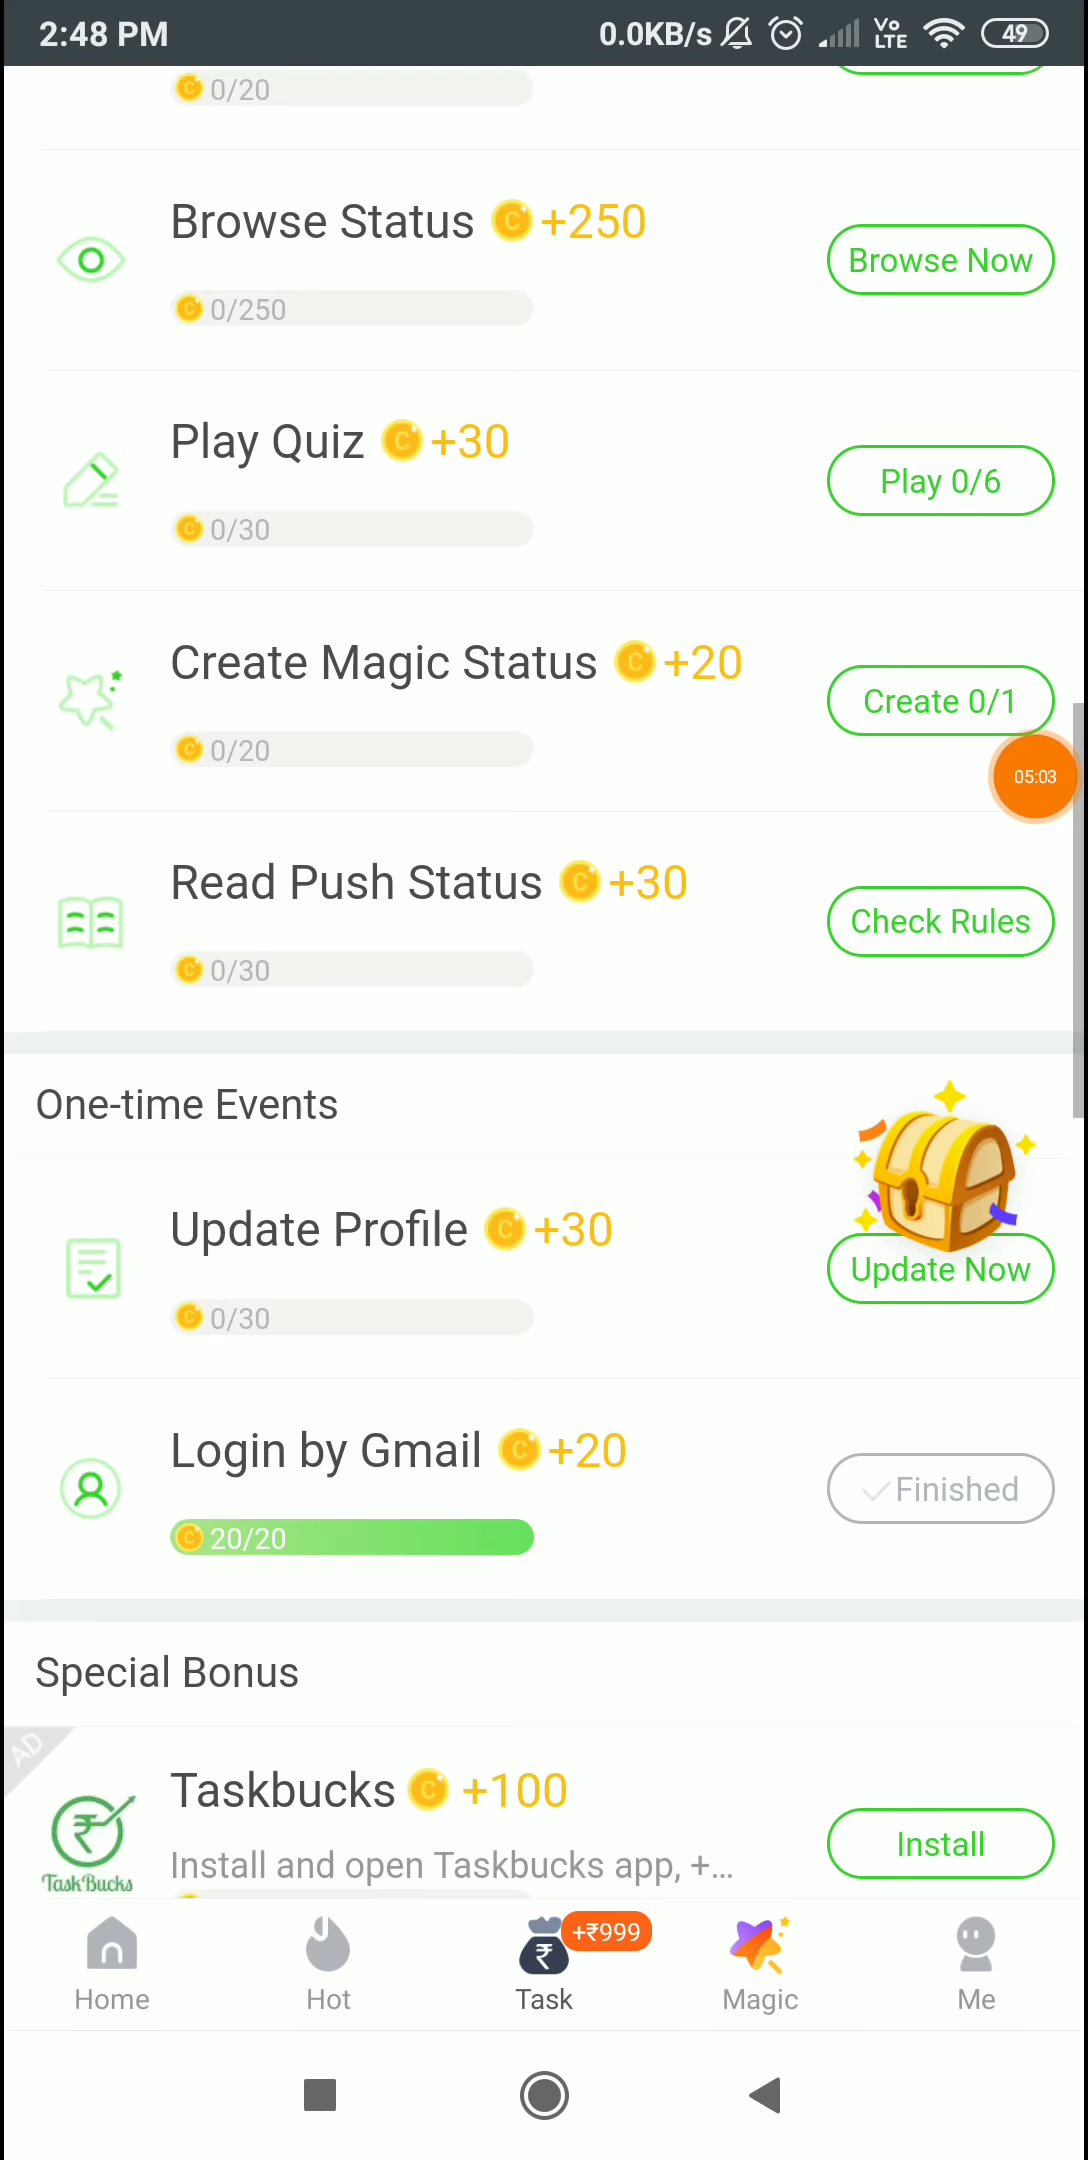 2:48 PM 0.0KB/s Vo LTE 49
0/20
Browse Status +250
Browse Now
0/250
Play Quiz +30
Play 0/6
0/30
Create Magic Status +20
Create 0/1
0/20
05:03
Read Push Status +30
Check Rules
0/30
One-time Events
Update Profile +30
Update Now
0/30
Login by Gmail +20
Finished
20/20
Special Bonus
AD
Taskbucks +100
Install
Install and open Taskbucks app, +...
TaskBucks
+₹999
Home Hot Task Magic Me